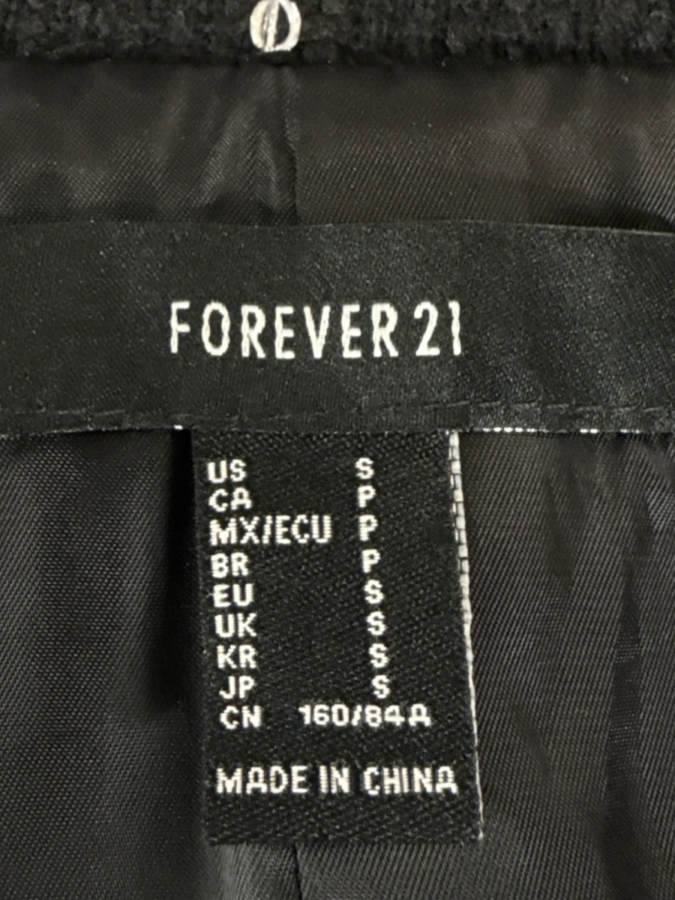 FOREVER 21
US S
CA P
MX/ECU P
BR P
EU S
UK S
KR S
JP S
CN 160/84A
MADE IN CHINA